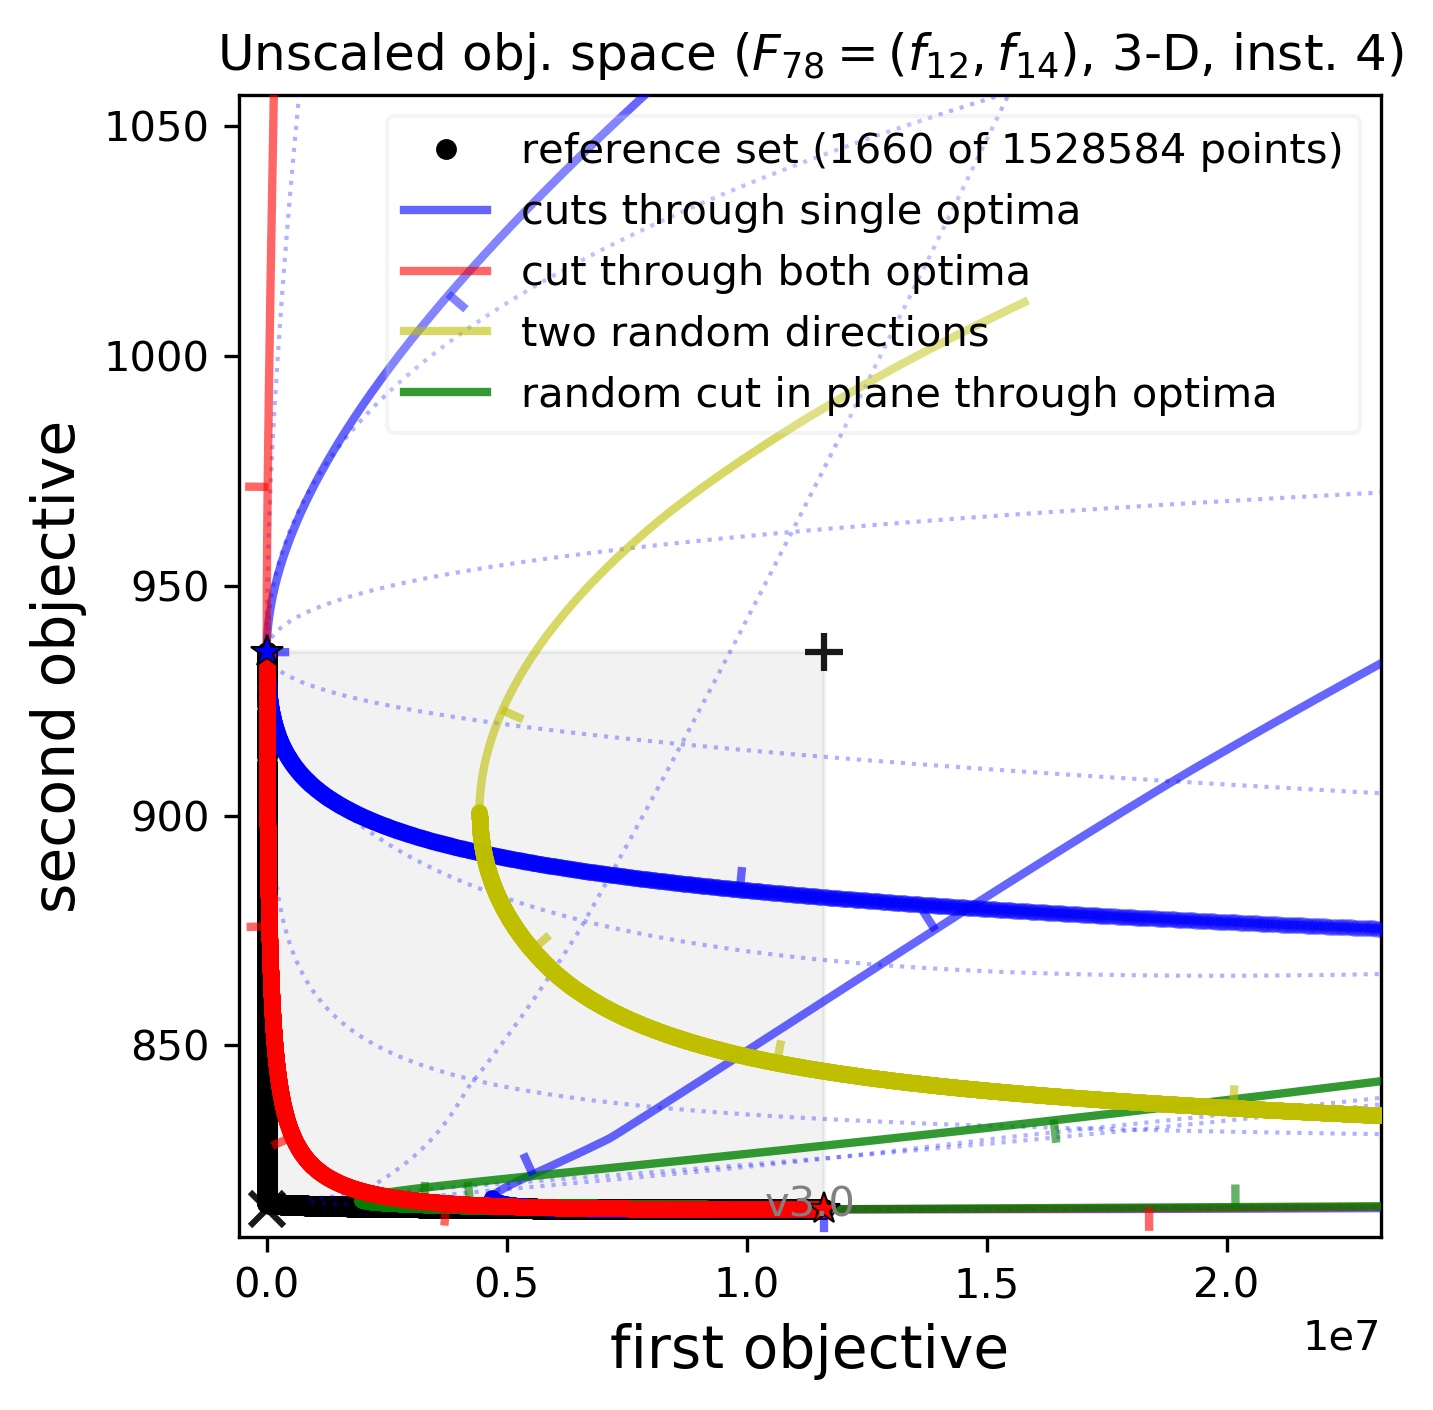 Unscaled obj. space (F78 = (f12, f14), 3-D, inst. 4)
reference set (1660 of 1528584 points)
cuts through single optima
cut through both optima
two random directions
random cut in plane through optima
1050
1000
950
900
850
second objective
v3.0
0.0 0.5 1.0 1.5 2.0
1e7
first objective